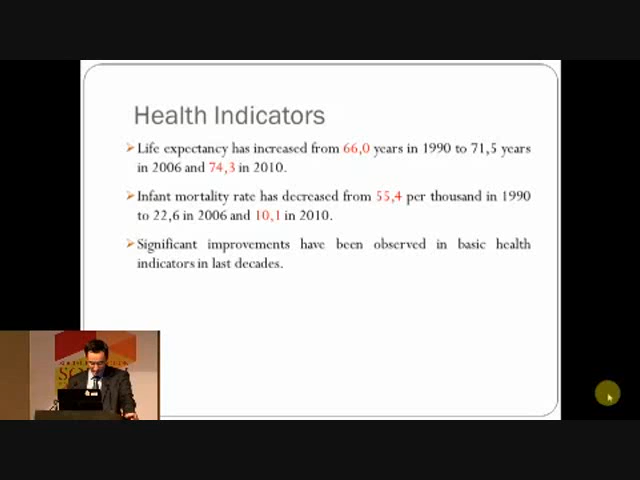 Health Indicators
➢Life expectancy has increased from 66,0 years in 1990 to 71,5 years
in 2006 and 74,3 in 2010.
➢Infant mortality rate has decreased from 55,4 per thousand in 1990
to 22,6 in 2006 and 10,1 in 2010.
➢Significant improvements have been observed in basic health
indicators in last decades.